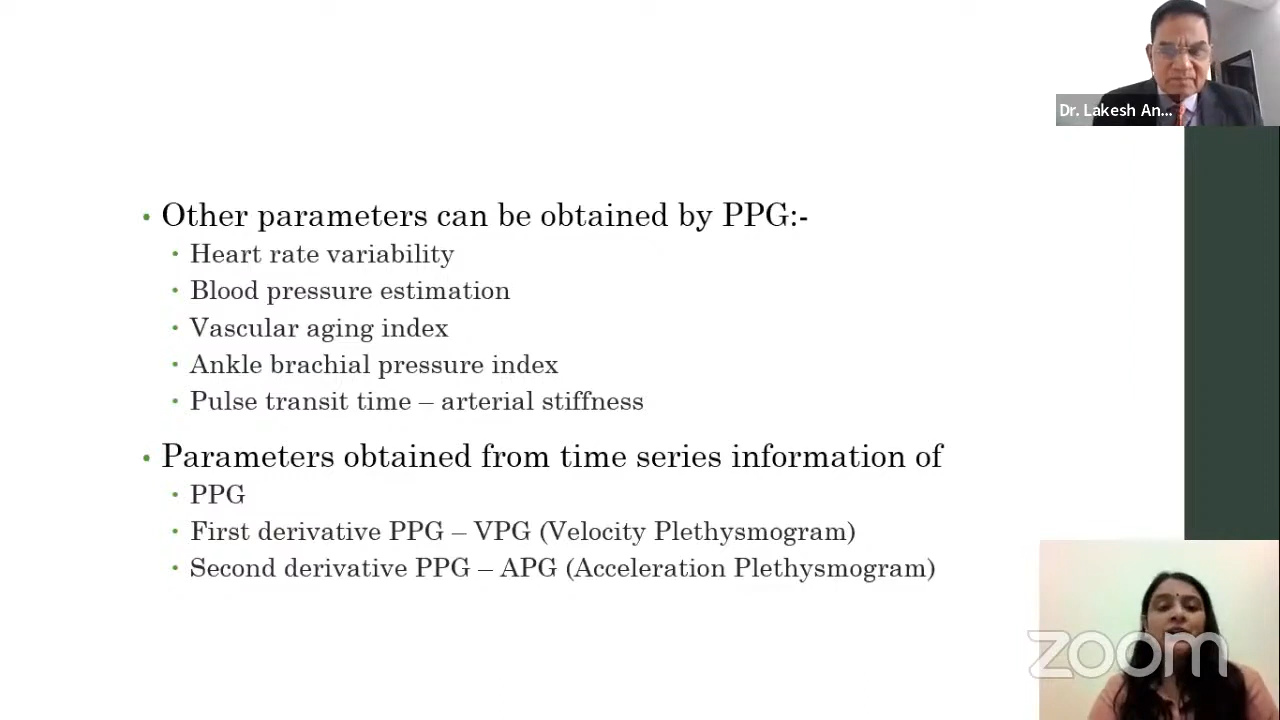 Dr. Lakesh An...
Other parameters can be obtained by PPG:-
Heart rate variability
Blood pressure estimation
Vascular aging index
Ankle brachial pressure index
Pulse transit time – arterial stiffness
Parameters obtained from time series information of
PPG
First derivative PPG – VPG (Velocity Plethysmogram)
Second derivative PPG – APG (Acceleration Plethysmogram)
zoom